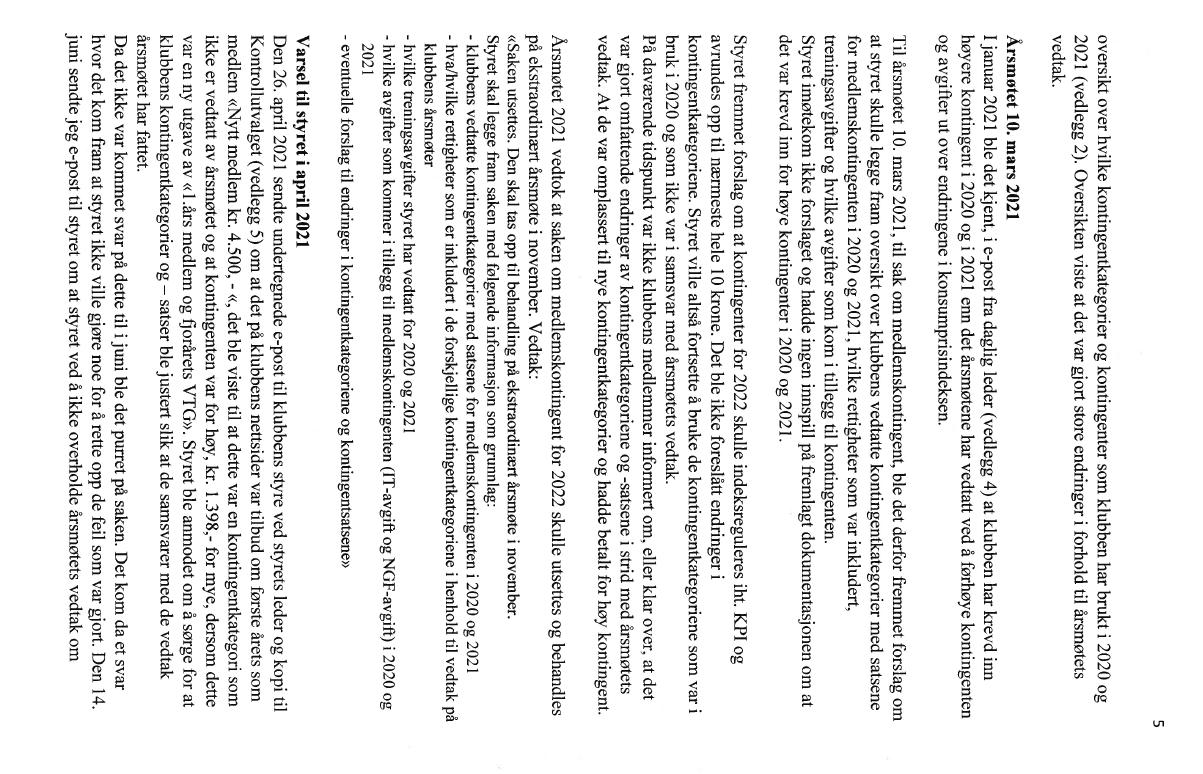 5
oversikt over hvilke kontingentkategorier og kontingenter som klubben har brukt i 2020 og
2021 (vedlegg 2). Oversikten viste at det var gjort store endringer i forhold til årsmøtets
vedtak.
Årsmøtet 10. mars 2021
I januar 2021 ble det kjent, i e-post fra daglig leder (vedlegg 4) at klubben har krevd inn
høyere kontingent i 2020 og i 2021 enn det årsmøtene har vedtatt ved å forhøye kontingenten
og avgifter ut over endringene i konsumprisindeksen.
Til årsmøtet 10. mars 2021, til sak om medlemskontingent, ble det derfor fremmet forslag om
at styret skulle legge fram oversikt over klubbens vedtatte kontingentkategorier med satsene
for medlemskontingenten i 2020 og 2021, hvilke rettigheter som var inkludert,
treningsavgifter og hvilke avgifter som kom i tillegg til kontingenten.
Styret imøtekom ikke forslaget og hadde ingen innspill på fremlagt dokumentasjonen om at
det var krevd inn for høye kontingenter i 2020 og 2021.
Styret fremmet forslag om at kontingenter for 2022 skulle indeksreguleres iht. KPI og
avrundes opp til nærmeste hele 10 krone. Det ble ikke foreslått endringer i
kontingentkategoriene. Styret ville altså fortsette å bruke de kontingentkategoriene som var i
bruk i 2020 og som ikke var i samsvar med årsmøtets vedtak.
På daværende tidspunkt var ikke klubbens medlemmer informert om, eller klar over, at det
var gjort omfattende endringer av kontingentkategoriene og -satsene i strid med årsmøtets
vedtak. At de var omplassert til nye kontingentkategorier og hadde betalt for høy kontingent.
Årsmøtet 2021 vedtok at saken om medlemskontingent for 2022 skulle utsettes og behandles
på ekstraordinært årsmøte i november. Vedtak:
«Saken utsettes. Den skal tas opp til behandling på ekstraordinært årsmøte i november.
Styret skal legge fram saken med følgende informasjon som grunnlag:
- klubbens vedtatte kontingentkategorier med satsene for medlemskontingenten i 2020 og 2021
- hva/hvilke rettigheter som er inkludert i de forskjellige kontingentkategoriene i henhold til vedtak på
klubbens årsmøter
- hvilke treningsavgifter styret har vedtatt for 2020 og 2021
- hvilke avgifter som kommer i tillegg til medlemskontingenten (IT-avgift og NGF-avgift) i 2020 og
2021
- eventuelle forslag til endringer i kontingentkategoriene og kontingentsatsene»
Varsel til styret i april 2021
Den 26. april 2021 sendte undertegnede e-post til klubbens styre ved styrets leder og kopi til
Kontrollutvalget (vedlegg 5) om at det på klubbens nettsider var tilbud om første årets som
medlem «Nytt medlem kr. 4.500, - «, det ble viste til at dette var en kontingentkategori som
ikke er vedtatt av årsmøtet og at kontingenten var for høy, kr. 1.398,- for mye, dersom dette
var en ny utgave av «1.års medlem og fjorårets VTG». Styret ble anmodet om å sørge for at
klubbens kontingentkategorier og – satser ble justert slik at de samsvarer med de vedtak
årsmøtet har fattet.
Da det ikke var kommet svar på dette til i juni ble det purret på saken. Det kom da et svar
hvor det kom fram at styret ikke ville gjøre noe for å rette opp de feil som var gjort. Den 14.
juni sendte jeg e-post til styret om at styret ved å ikke overholde årsmøtets vedtak om